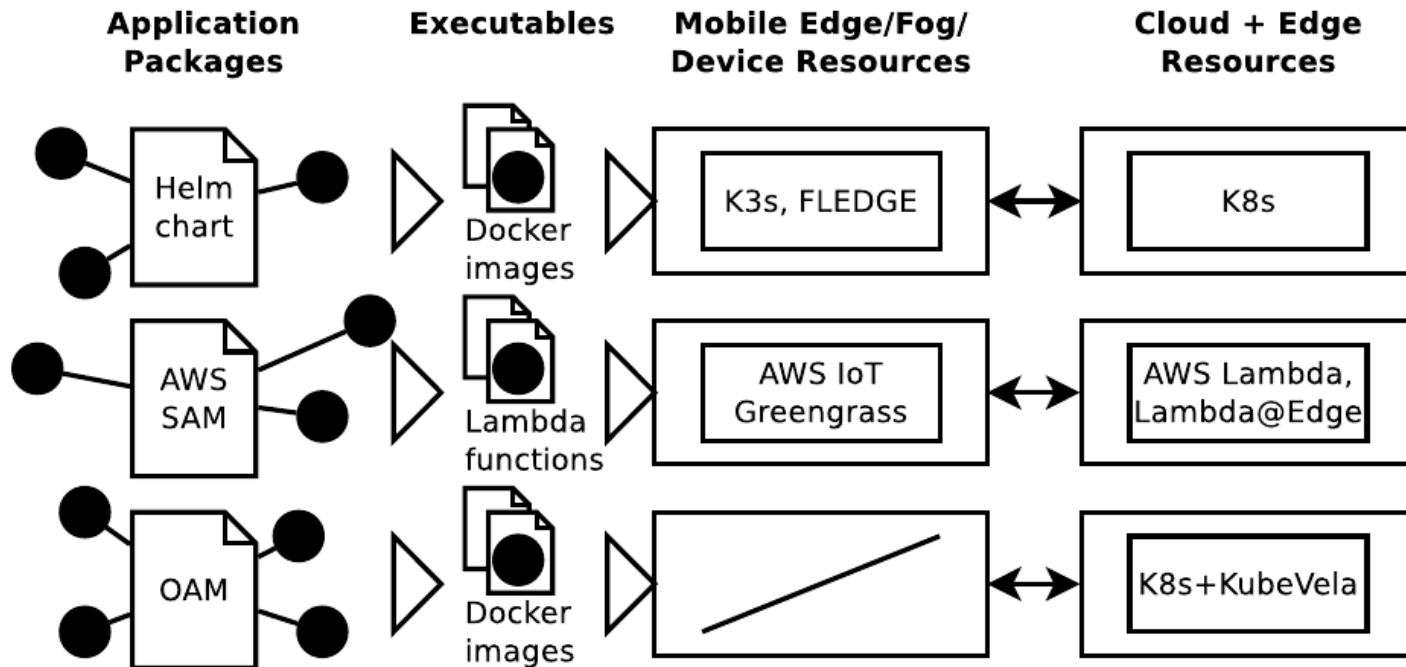 Application
Packages
Executables
Mobile Edge/Fog/
Device Resources
Cloud + Edge
Resources
Helm
chart
Docker
images
K3s, FLEDGE
K8s
AWS
SAM
Lambda
functions
AWS IoT
Greengrass
AWS Lambda,
Lambda@Edge
OAM
Docker
images
K8s+KubeVela